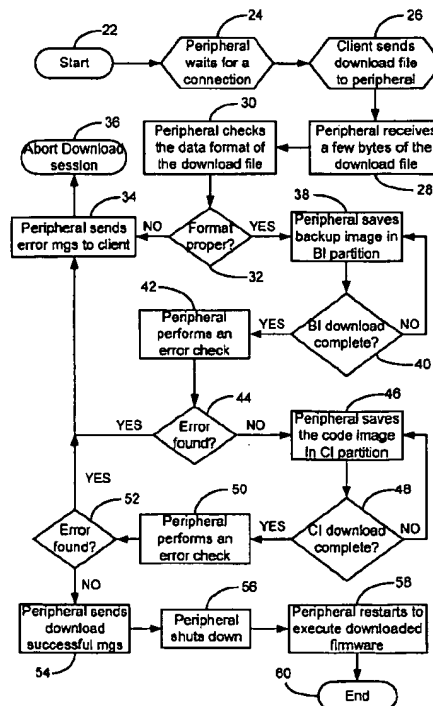 22
24
26
Start
Peripheral
waits for a
connection
Client sends
download file
to peripheral
30
36
Peripheral checks
the data format
of the download file
Peripheral receives
a few bytes of the
download file
28
Abort Download
session
34
Peripheral sends
error mgs to client
NO
Format
proper?
YES
32
38
Peripheral saves
backup image in
BI partition
42
Peripheral
performs an
error check
YES
BI download
complete?
NO
40
44
YES
Error
found?
NO
46
Peripheral saves
the code image
In CI partition
YES
52
50
48
Error
found?
Peripheral
performs an
error check
YES
CI download
complete?
NO
NO
56
58
Peripheral sends
download
successful mgs
54
Peripheral
shuts down
Peripheral restarts to
execute downloaded
firmware
60
End